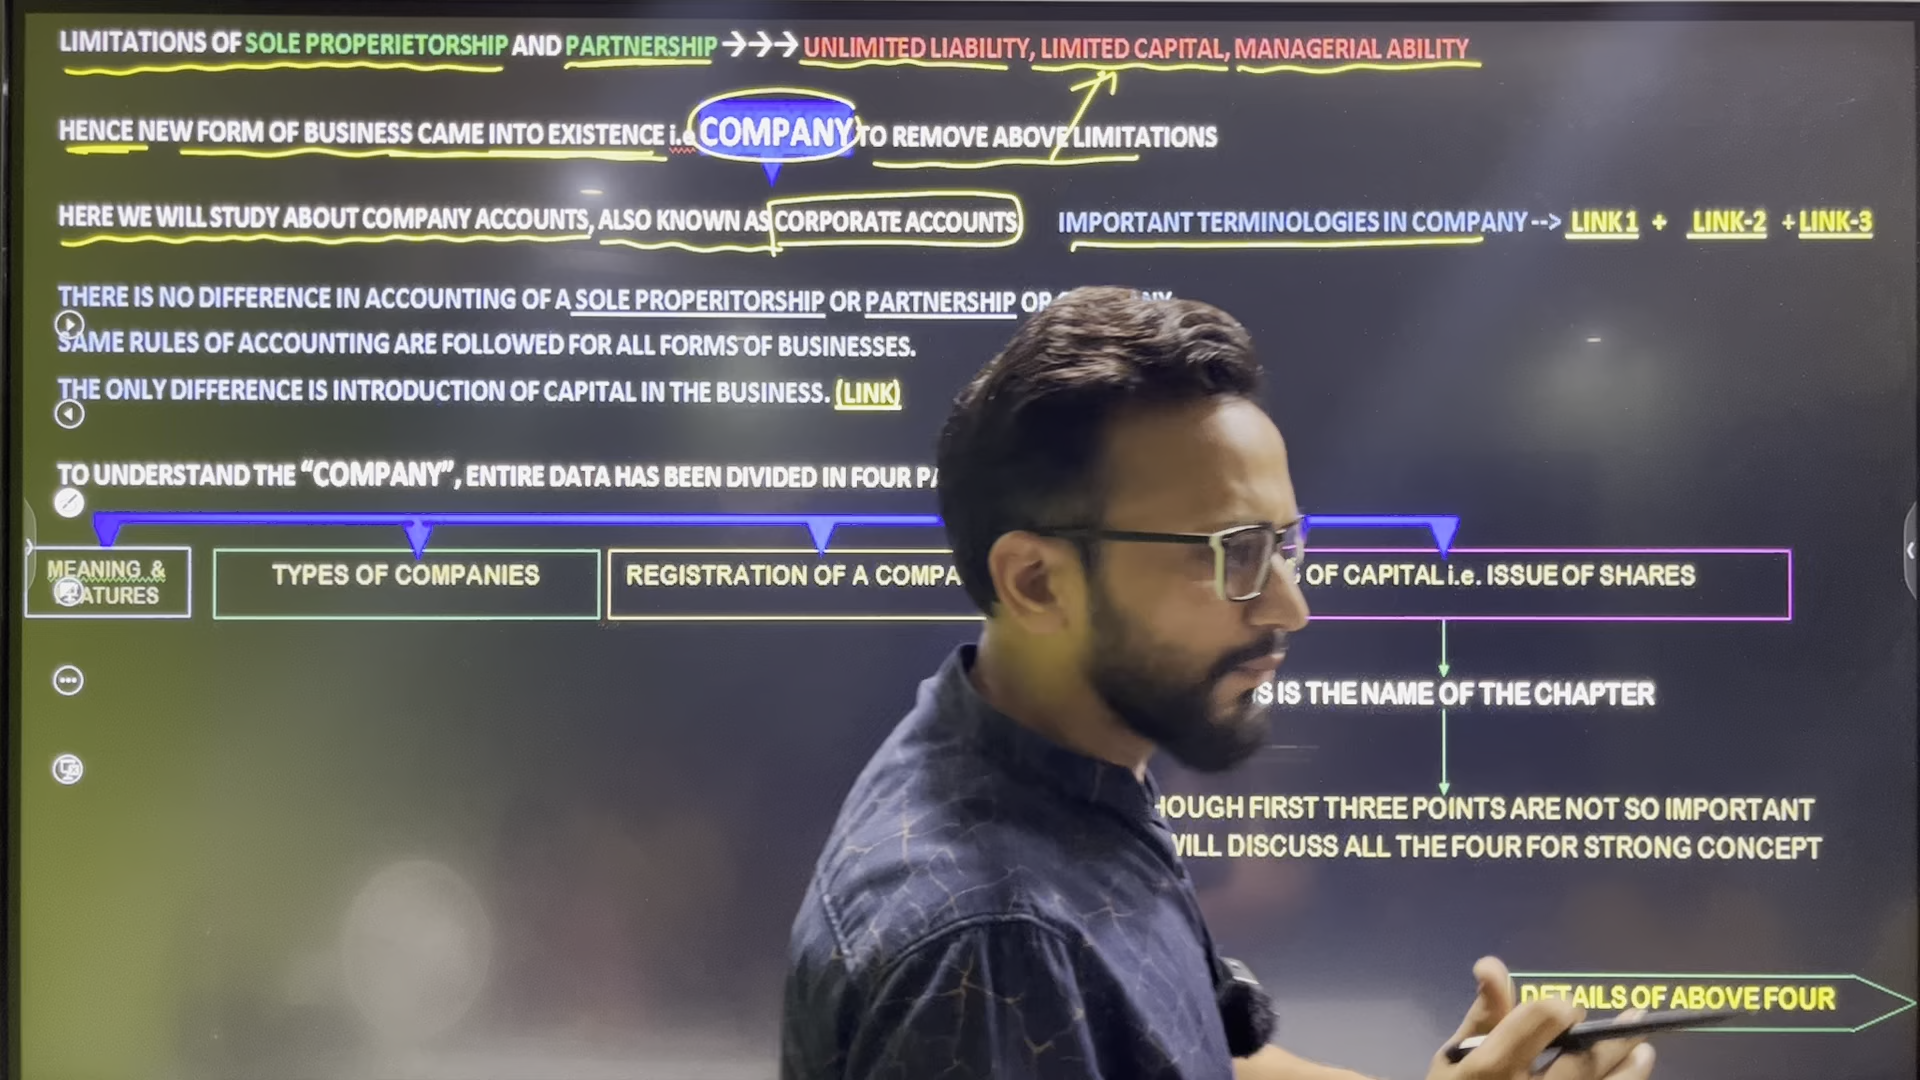 LIMITATIONS OF SOLE PROPERIETORSHIP AND PARTNERSHIP →→→ UNLIMITED LIABILITY, LIMITED CAPITAL, MANAGERIAL ABILITY
HENCE NEW FORM OF BUSINESS CAME INTO EXISTENCE i.e COMPANY TO REMOVE ABOVE LIMITATIONS
HERE WE WILL STUDY ABOUT COMPANY ACCOUNTS, ALSO KNOWN AS CORPORATE ACCOUNTS IMPORTANT TERMINOLOGIES IN COMPANY --> LINK 1 + LINK-2 + LINK-3
THERE IS NO DIFFERENCE IN ACCOUNTING OF A SOLE PROPERITORSHIP OR PARTNERSHIP OR
SAME RULES OF ACCOUNTING ARE FOLLOWED FOR ALL FORMS OF BUSINESSES.
THE ONLY DIFFERENCE IS INTRODUCTION OF CAPITAL IN THE BUSINESS. (LINK)
TO UNDERSTAND THE “COMPANY”, ENTIRE DATA HAS BEEN DIVIDED IN FOUR
MEANING &
TYPES OF COMPANIES
REGISTRATION OF A
OF CAPITAL i.e. ISSUE OF SHARES
IS THE NAME OF THE CHAPTER
FIRST THREE POINTS ARE NOT SO IMPORTANT
WILL DISCUSS ALL THE FOUR FOR STRONG CONCEPT
DETAILS OF ABOVE FOUR